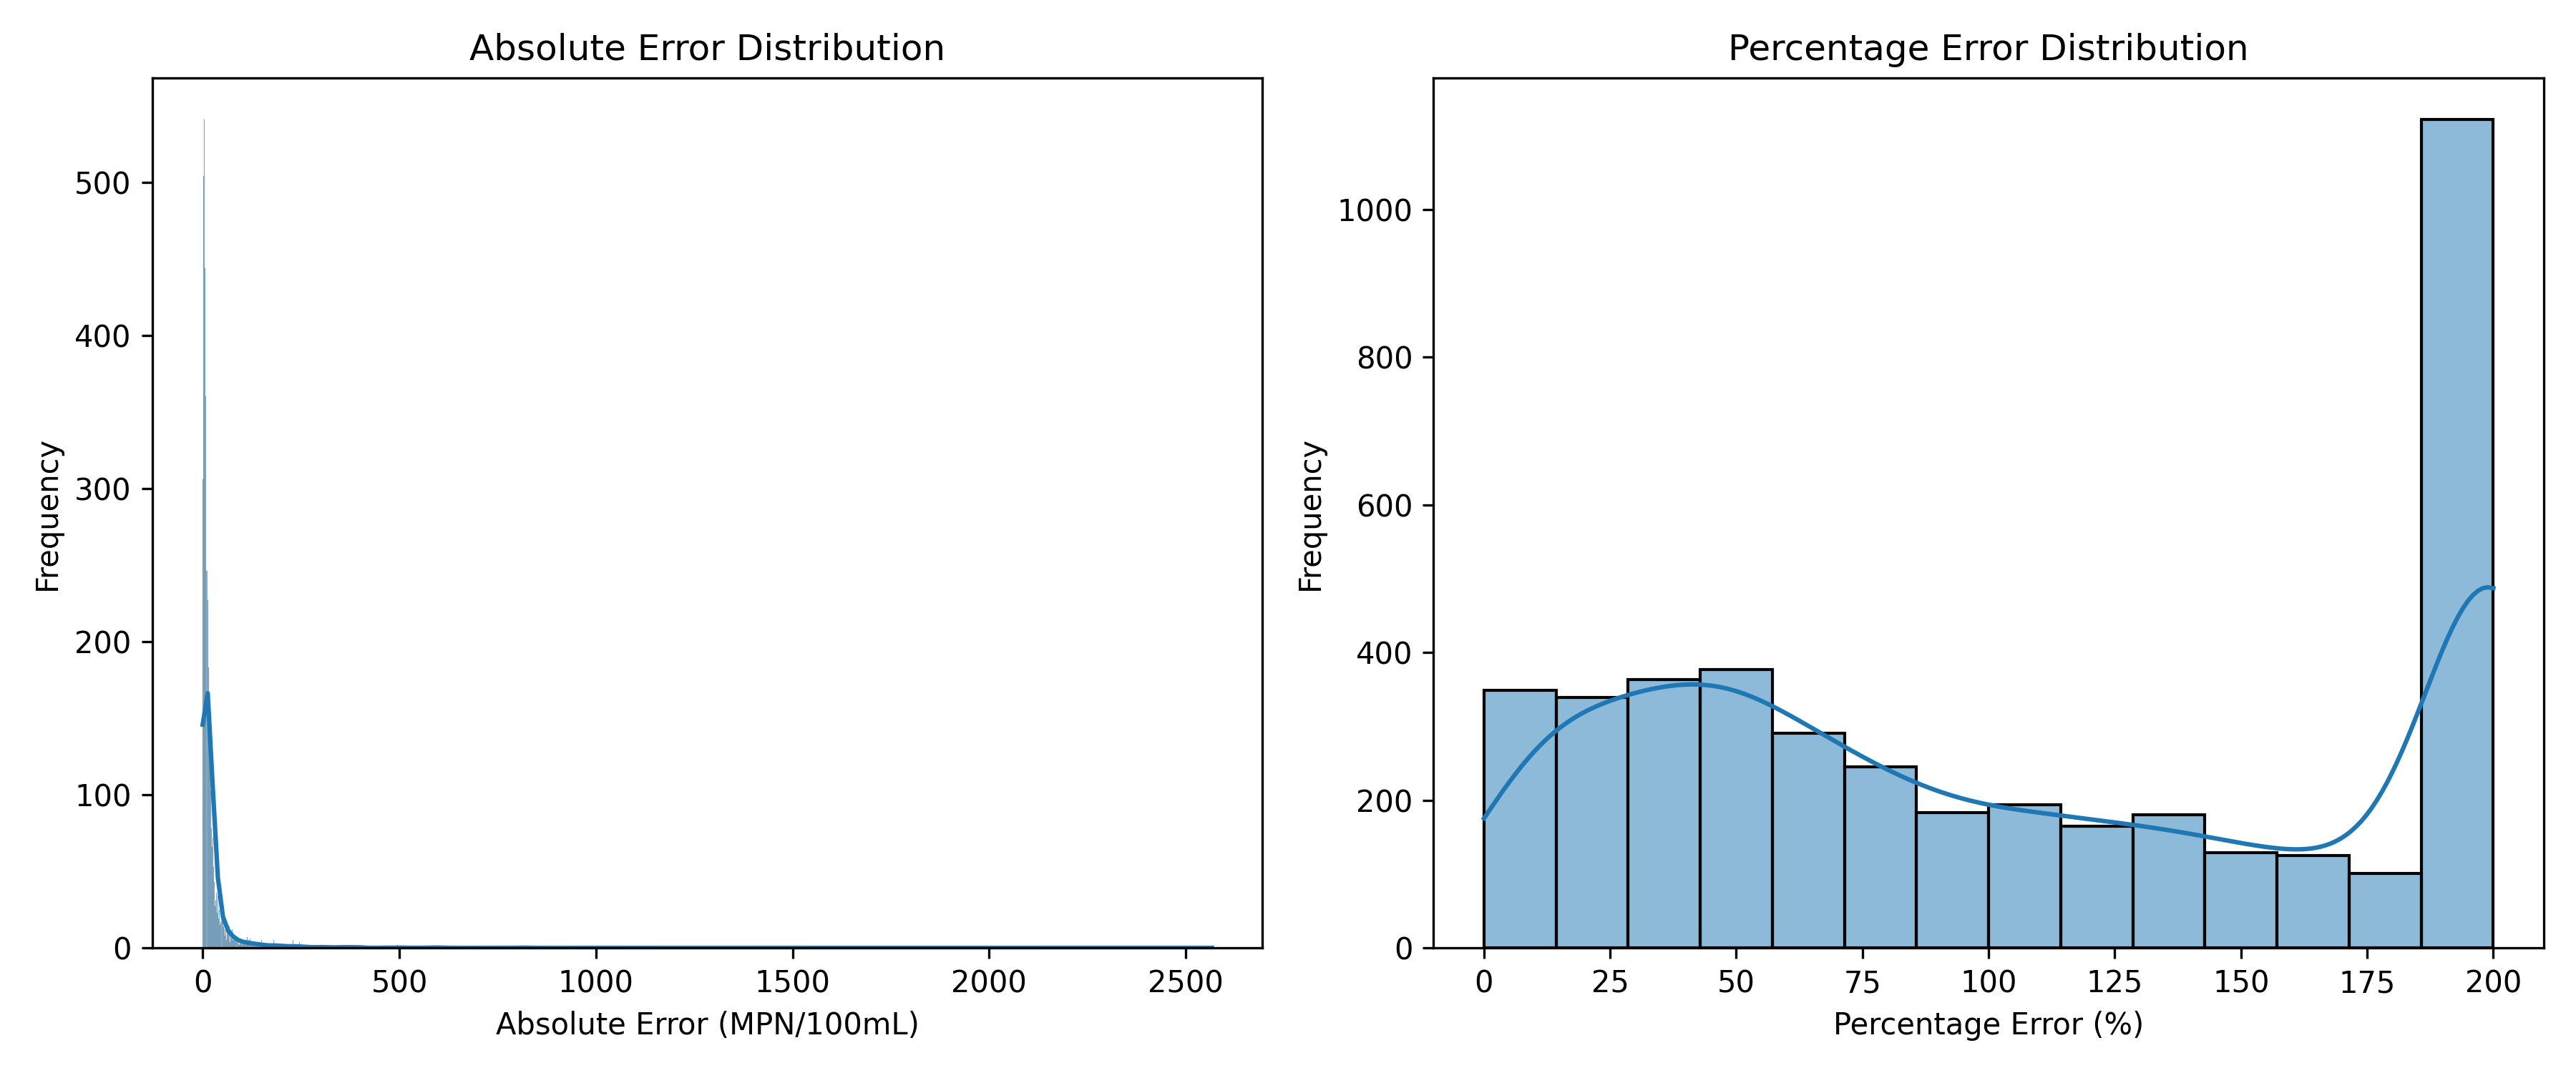 Absolute Error Distribution
Frequency
500
400
300
200
100
0
0 500 1000 1500 2000 2500
Absolute Error (MPN/100mL)
Percentage Error Distribution
Frequency
1000
800
600
400
200
0
0 25 50 75 100 125 150 175 200
Percentage Error (%)